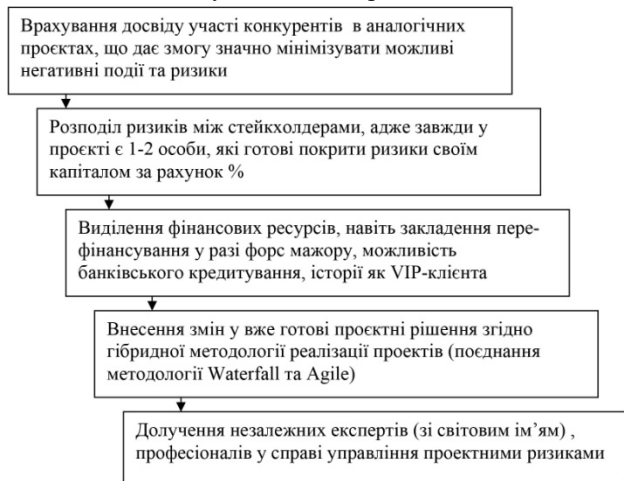 Врахування досвіду участі конкурентів в аналогічних
проєктах, що дає змогу значно мінімізувати можливі
негативні події та ризики
Розподіл ризиків між стейкхолдерами, адже завжди у
проєкті є 1-2 особи, які готові покрити ризики своїм
капіталом за рахунок %
Виділення фінансових ресурсів, навіть закладення пере-
фінансування у разі форс мажору, можливість
банківського кредитування, історії як VIP-клієнта
Внесення змін у вже готові проєктні рішення згідно
гібридної методології реалізації проектів (поєднання
методології Waterfall та Agile)
Долучення незалежних експертів (зі світовим ім’ям) ,
професіоналів у справі управління проектними ризиками